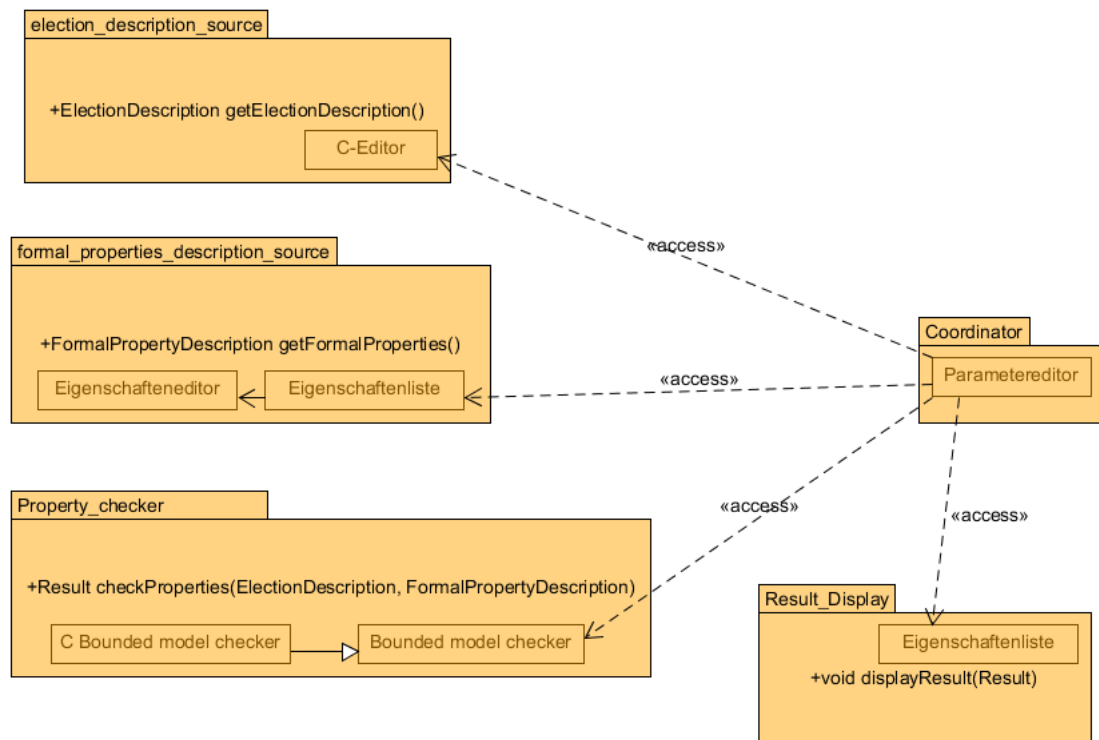 election_description_source
+ElectionDescription getElectionDescription()
C-Editor
«access»
formal_properties_description_source
+FormalPropertyDescription getFormalProperties()
Eigenschafteneditor
Eigenschaftenliste
«access»
Coordinator
Parametereditor
Property_checker
+Result checkProperties(ElectionDescription, FormalPropertyDescription)
C Bounded model checker
Bounded model checker
«access»
«access»
Result_Display
Eigenschaftenliste
+void displayResult(Result)